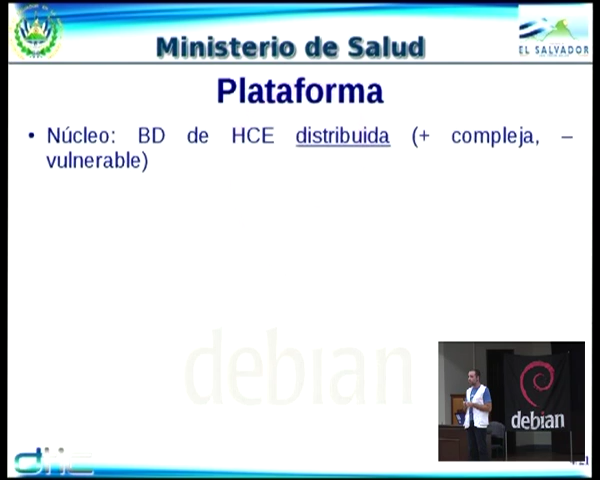 Ministerio de Salud
EL SALVADOR
Plataforma
• Núcleo: BD de HCE distribuida (+ compleja, –
vulnerable)
debian
debian